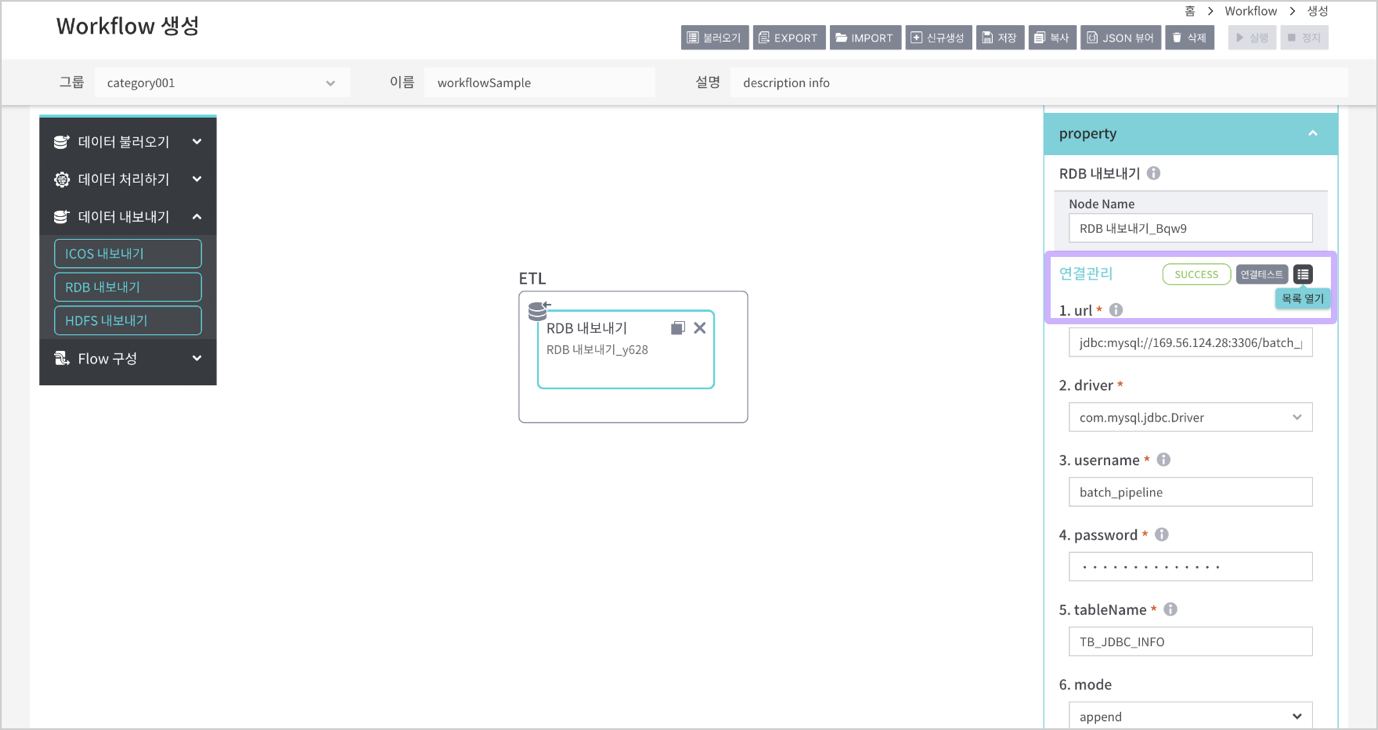 Workflow 생성
홈 > Workflow > 생성
불러오기 EXPORT IMPORT 신규생성 저장 복사 JSON 뷰어 삭제 실행 정지
그룹 category001 이름 workflowSample 설명 description info
데이터 불러오기
데이터 처리하기
데이터 내보내기
ICOS 내보내기
RDB 내보내기
HDFS 내보내기
Flow 구성
ETL
RDB 내보내기
RDB 내보내기_y628
property
RDB 내보내기
Node Name
RDB 내보내기_Bqw9
연결관리 SUCCESS 연결테스트
목록 열기
1. url *
jdbc:mysql://169.56.124.28:3306/batch_
2. driver *
com.mysql.jdbc.Driver
3. username *
batch_pipeline
4. password *
5. tableName *
TB_JDBC_INFO
6. mode
append